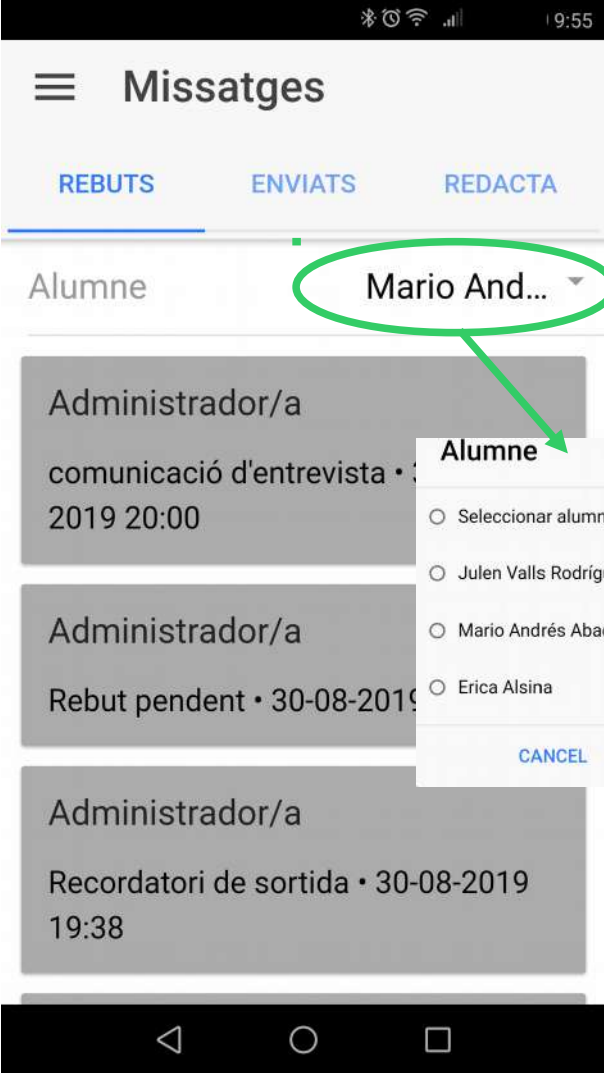 9:55
Missatges
REBUTS ENVIATS REDACTA
Alumne Mario And...
Administrador/a
comunicació d'entrevista •
2019 20:00
Administrador/a
Rebut pendent • 30-08-2019
Administrador/a
Recordatori de sortida • 30-08-2019
19:38
Alumne
Seleccionar alumn
Julen Valls Rodríg
Mario Andrés Aba
Erica Alsina
CANCEL